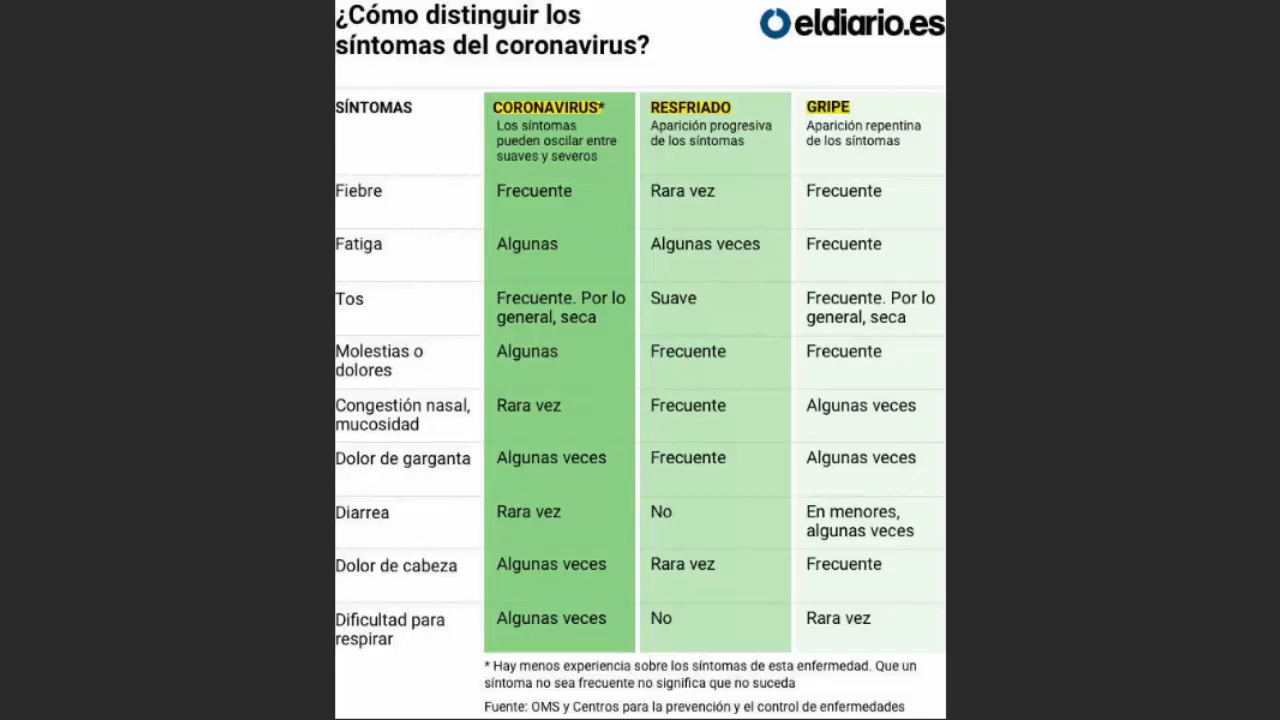 ¿Cómo distinguir los
síntomas del coronavirus?
eldiario.es
SÍNTOMAS
CORONAVIRUS*
Los síntomas
pueden oscilar entre
suaves y severos
RESFRIADO
Aparición progresiva
de los síntomas
GRIPE
Aparición repentina
de los síntomas
Fiebre
Frecuente
Rara vez
Frecuente
Fatiga
Algunas
Algunas veces
Frecuente
Tos
Frecuente. Por lo
general, seca
Suave
Frecuente. Por lo
general, seca
Molestias o
dolores
Algunas
Frecuente
Frecuente
Congestión nasal,
mucosidad
Rara vez
Frecuente
Algunas veces
Dolor de garganta
Algunas veces
Frecuente
Algunas veces
Diarrea
Rara vez
No
En menores,
algunas veces
Dolor de cabeza
Algunas veces
Rara vez
Frecuente
Dificultad para
respirar
Algunas veces
No
Rara vez
* Hay menos experiencia sobre los síntomas de esta enfermedad. Que un
síntoma no sea frecuente no significa que no suceda
Fuente: OMS y Centros para la prevención y el control de enfermedades